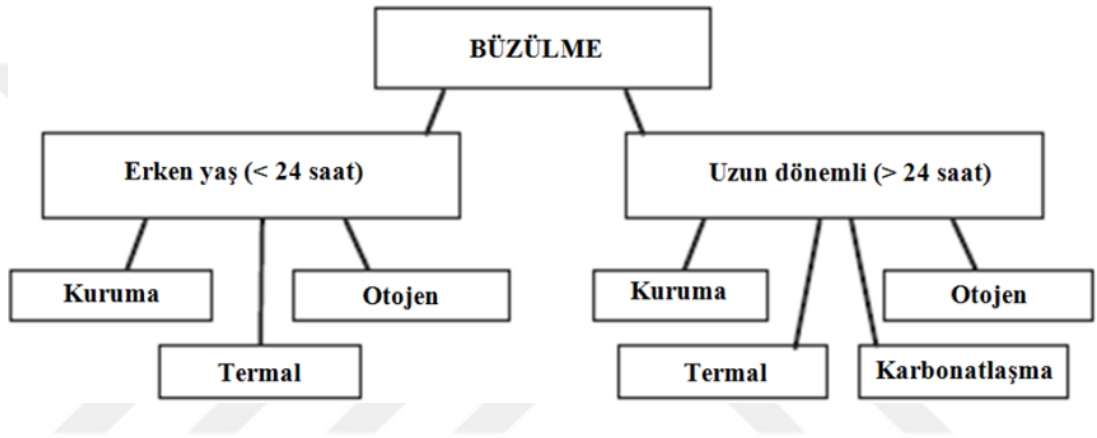 BÜZÜLME
Erken yaş (< 24 saat)
Uzun dönemli (> 24 saat)
Kuruma
Otojen
Termal
Kuruma
Otojen
Termal
Karbonatlaşma